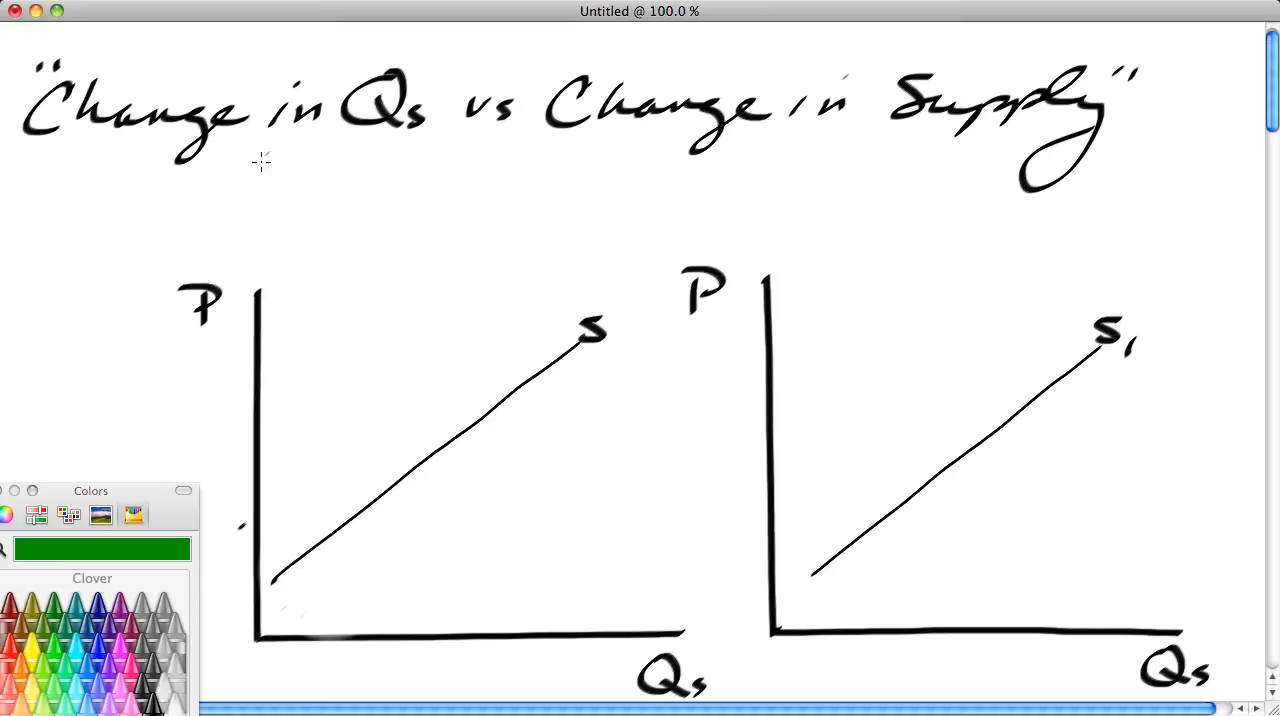 Untitled @ 100.0 %
"Change in Qs vs Change in Supply"
P
S
Qs
P
S₁
Qs
Colors
Clover